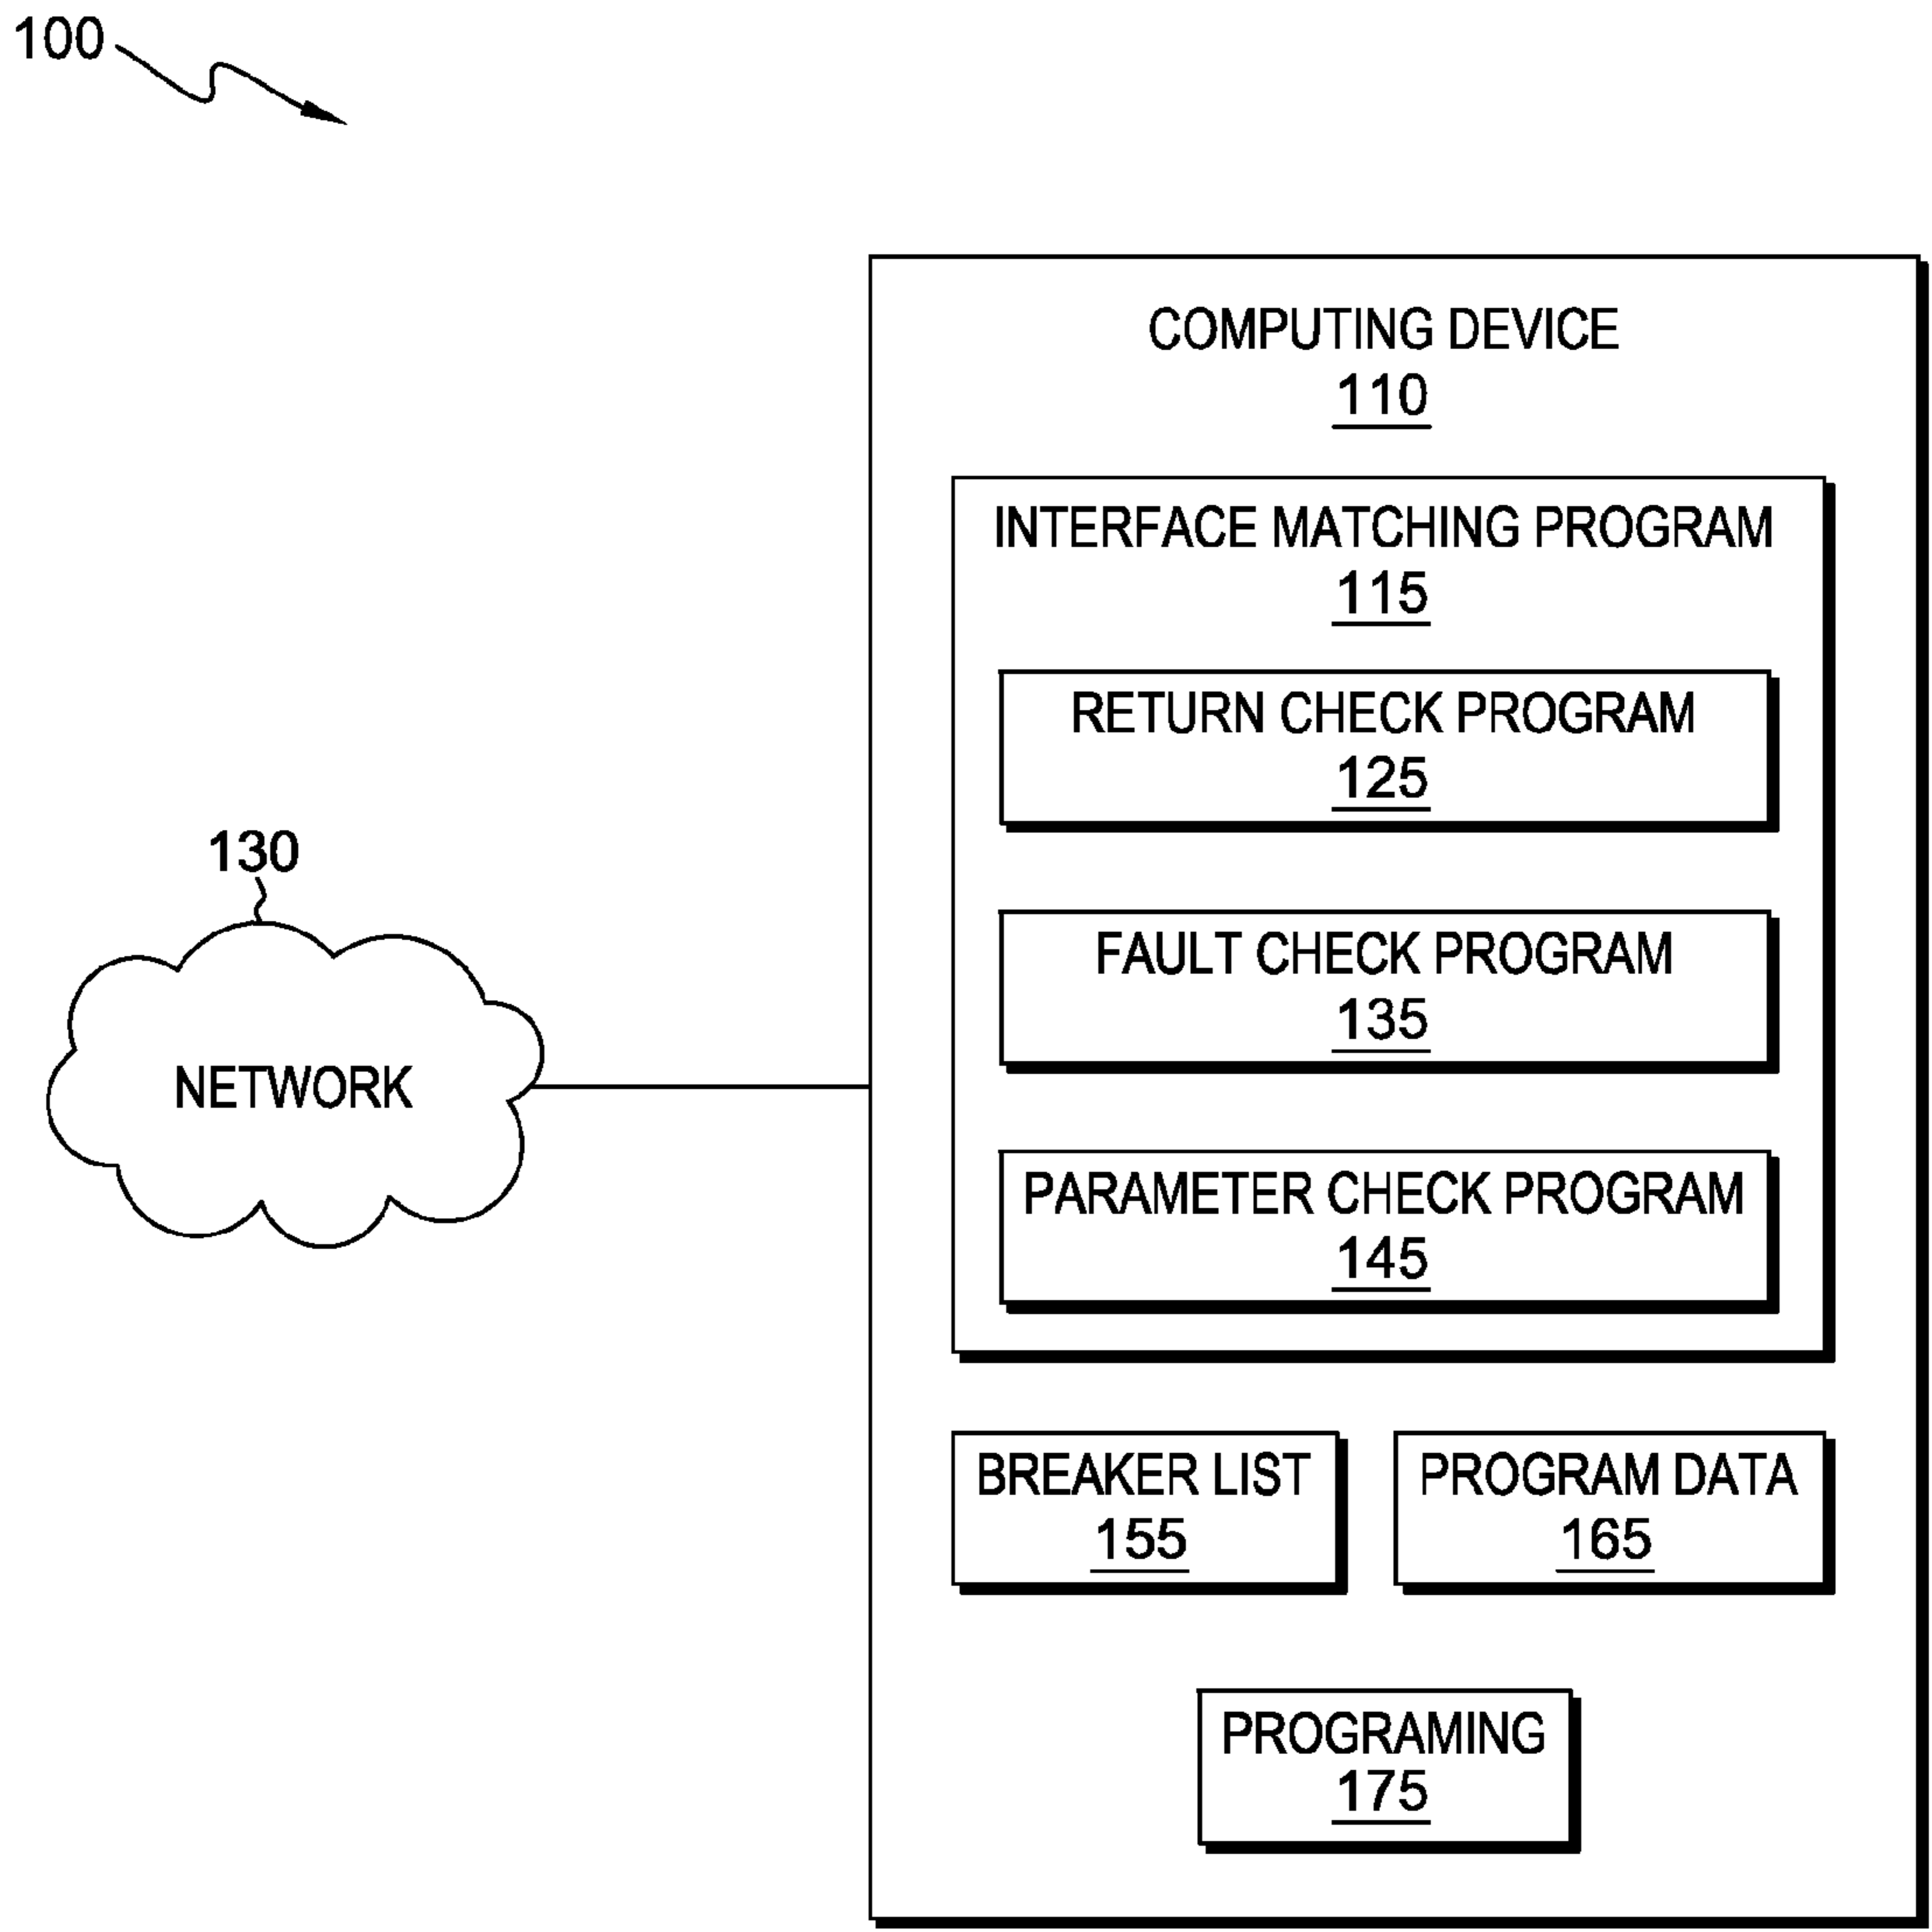 100
COMPUTING DEVICE
110
INTERFACE MATCHING PROGRAM
115
RETURN CHECK PROGRAM
125
FAULT CHECK PROGRAM
135
PARAMETER CHECK PROGRAM
145
130
NETWORK
BREAKER LIST
155
PROGRAM DATA
165
PROGRAMING
175